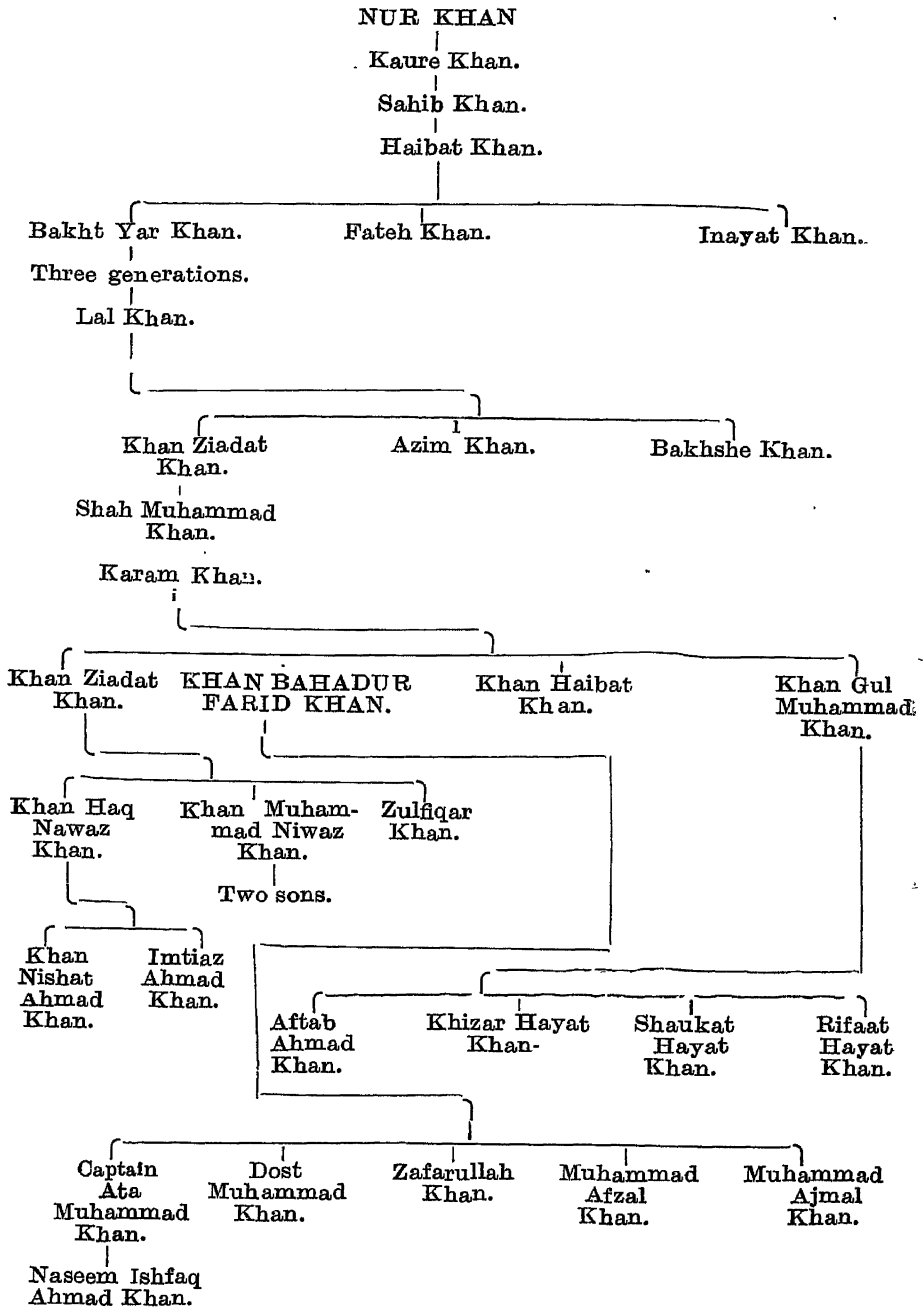 NUR KHAN
Kaure Khan.
Sahib Khan.
Haibat Khan.
Bakht Yar Khan. Fateh Khan. Inayat Khan.
Three generations.
Lal Khan.
Khan Ziadat Azim Khan. Bakhshe Khan.
Khan.
Shah Muhammad
Khan.
Karam Khan.
Khan Ziadat KHAN BAHADUR Khan Haibat Khan Gul
Khan. FARID KHAN. Khan. Muhammad
Khan.
Khan Haq Khan Muham- Zulfiqar
Nawaz mad Niwaz Khan.
Khan. Khan.
Two sons.
Khan Imtiaz
Nishat Ahmad
Ahmad Khan.
Khan.
Aftab Khizar Hayat Shaukat Rifaat
Ahmad Khan- Hayat Hayat
Khan. Khan. Khan.
Captain Dost Zafarullah Muhammad Muhammad
Ata Muhammad Khan. Afzal Ajmal
Muhammad Khan. Khan. Khan.
Khan.
Naseem Ishfaq
Ahmad Khan.